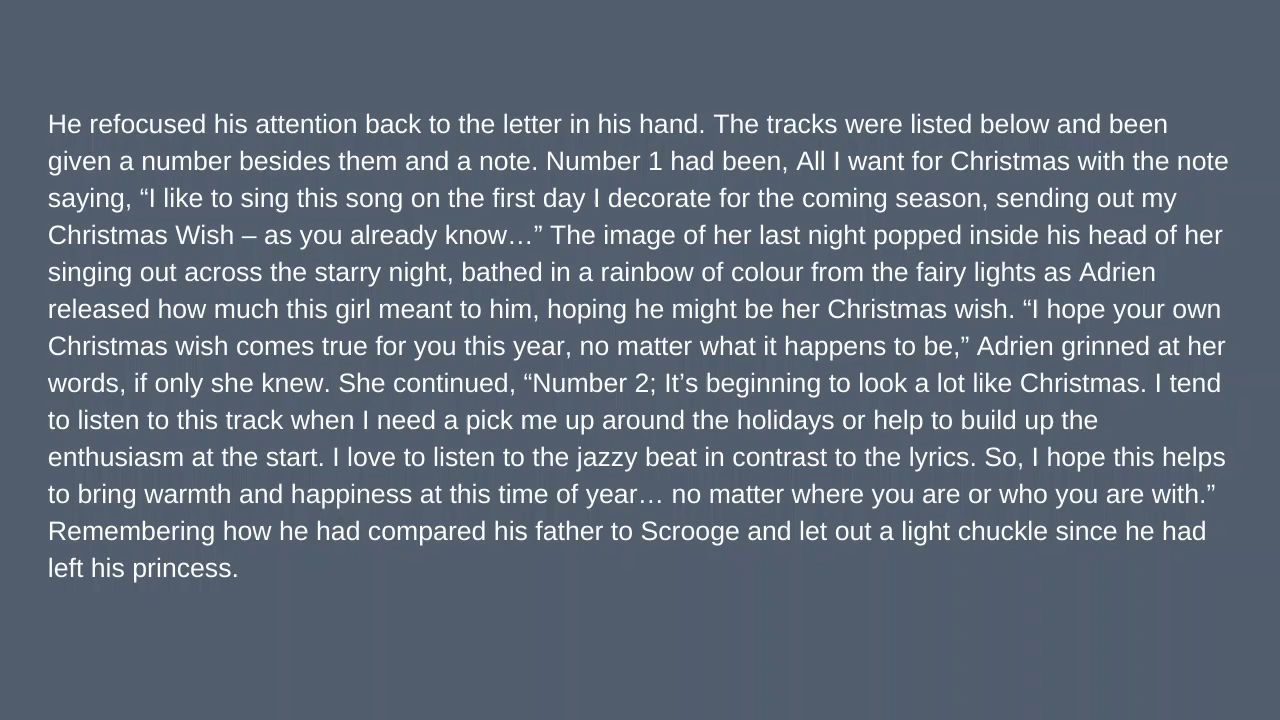 He refocused his attention back to the letter in his hand. The tracks were listed below and been
given a number besides them and a note. Number 1 had been, All I want for Christmas with the note
saying, “I like to sing this song on the first day I decorate for the coming season, sending out my
Christmas Wish – as you already know…” The image of her last night popped inside his head of her
singing out across the starry night, bathed in a rainbow of colour from the fairy lights as Adrien
released how much this girl meant to him, hoping he might be her Christmas wish. “I hope your own
Christmas wish comes true for you this year, no matter what it happens to be,” Adrien grinned at her
words, if only she knew. She continued, “Number 2; It’s beginning to look a lot like Christmas. I tend
to listen to this track when I need a pick me up around the holidays or help to build up the
enthusiasm at the start. I love to listen to the jazzy beat in contrast to the lyrics. So, I hope this helps
to bring warmth and happiness at this time of year… no matter where you are or who you are with.”
Remembering how he had compared his father to Scrooge and let out a light chuckle since he had
left his princess.